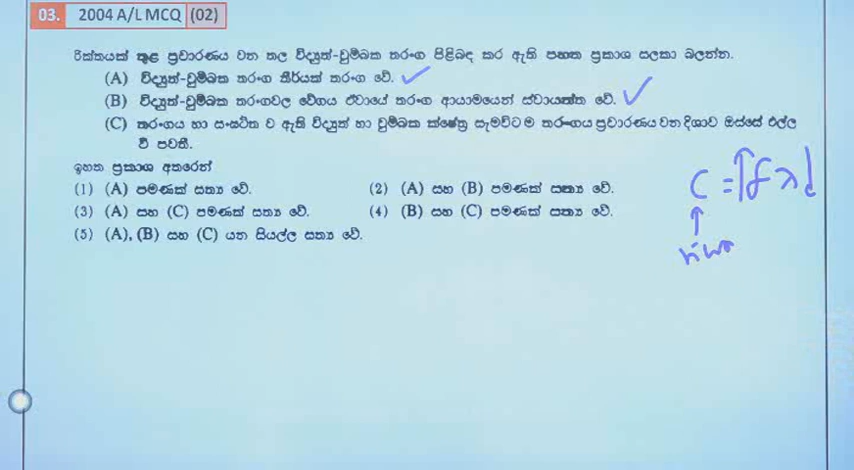 03. 2004 A/L MCQ (02)
රික්තයක් තුළ ප්‍රචාරණය වන තල විද්‍යුත්-චුම්බක තරංග පිළිබඳ කර ඇති පහත ප්‍රකාශ සලකා බලන්න.
(A) විද්‍යුත්-චුම්බක තරංග තීර්යක් තරංග වේ.
(B) විද්‍යුත්-චුම්බක තරංගවල වේගය ඒවායේ තරංග ආයාමයෙන් ස්වායත්ත වේ.
(C) තරංගය හා සංඝටිත ව ඇති විද්‍යුත් හා චුම්බක ක්ෂේත්‍ර සැමවිටම තරංගය ප්‍රචාරණය වන දිශාව ඔස්සේ එල්ල
වී පවතී.
ඉහත ප්‍රකාශ අතරෙන්
(1) (A) පමණක් සත්‍ය වේ. (2) (A) සහ (B) පමණක් සත්‍ය වේ.
(3) (A) සහ (C) පමණක් සත්‍ය වේ. (4) (B) සහ (C) පමණක් සත්‍ය වේ.
(5) (A), (B) සහ (C) යන සියල්ල සත්‍ය වේ.
C = ↑fλ↓
↑